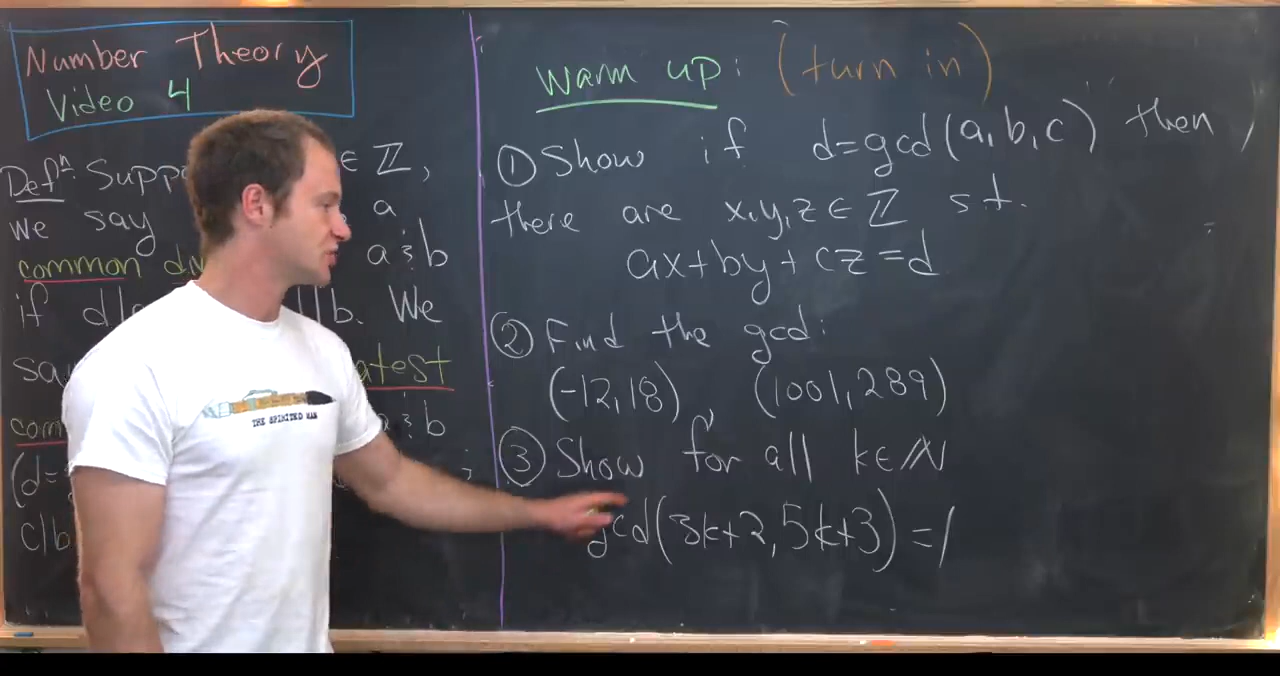 Number Theory
Video 4
Defⁿ: Supp ∈ ℤ,
we say a
common di a & b
if d| |b. We
sa atest
com a & b
(d= ;
c|b
Warm up: (turn in)
① Show if d=gcd(a,b,c) then
there are x,y,z∈ℤ st.
ax+by+cz=d
② Find the gcd:
(-12,18), (1001,289)
③ Show for all k∈ℕ
gcd(3k+2,5k+3)=1
THE SPIRITED MAN